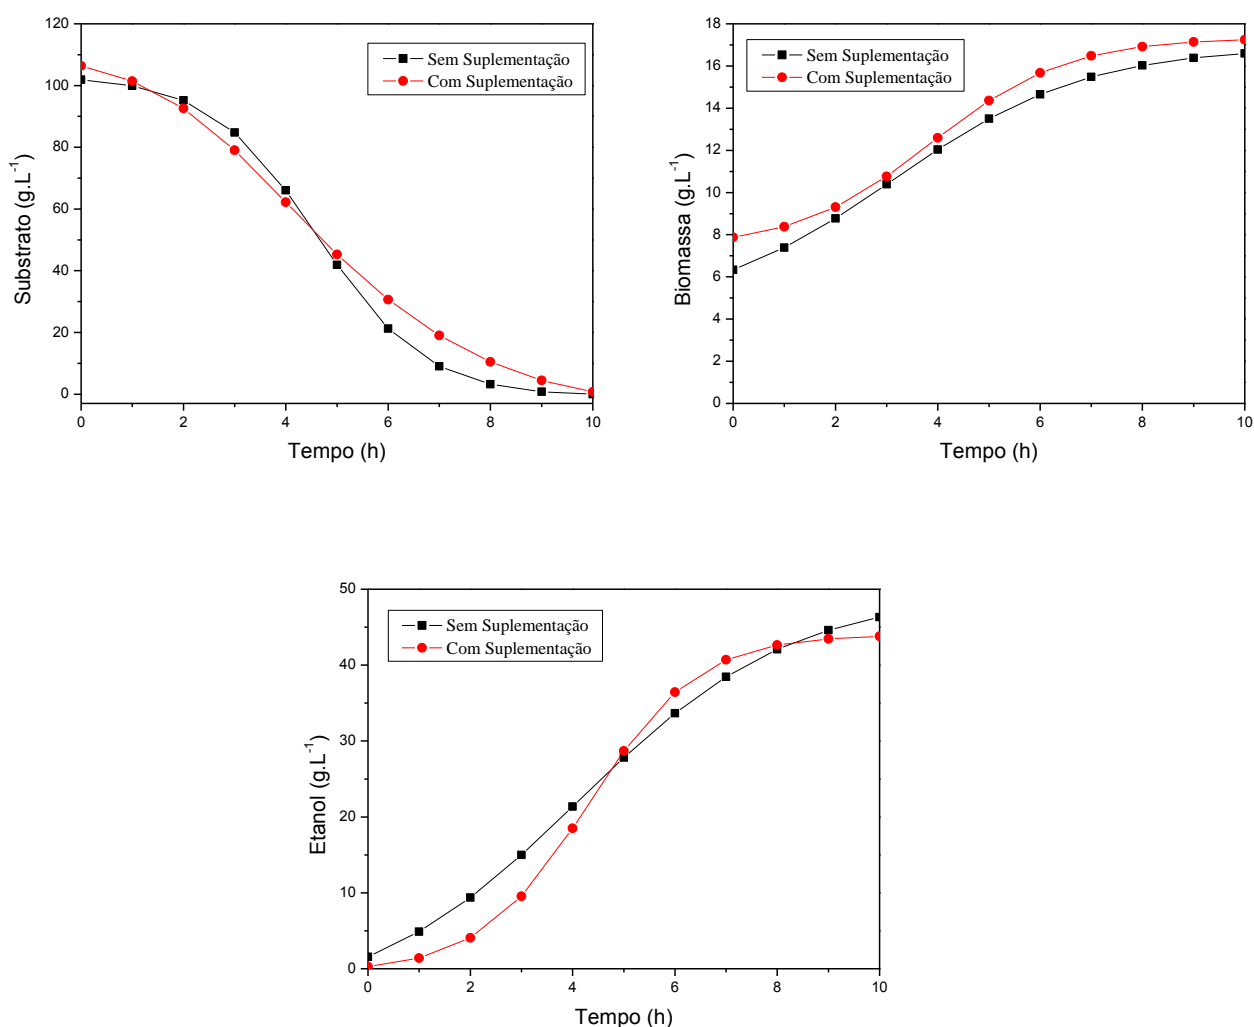 120
100
80
60
40
20
0
Substrato (g.L⁻¹)
Sem Suplementação
Com Suplementação
0 2 4 6 8 10
Tempo (h)
18
16
14
12
10
8
6
4
2
0
Biomassa (g.L⁻¹)
Sem Suplementação
Com Suplementação
0 2 4 6 8 10
Tempo (h)
50
40
30
20
10
0
Etanol (g.L⁻¹)
Sem Suplementação
Com Suplementação
0 2 4 6 8 10
Tempo (h)